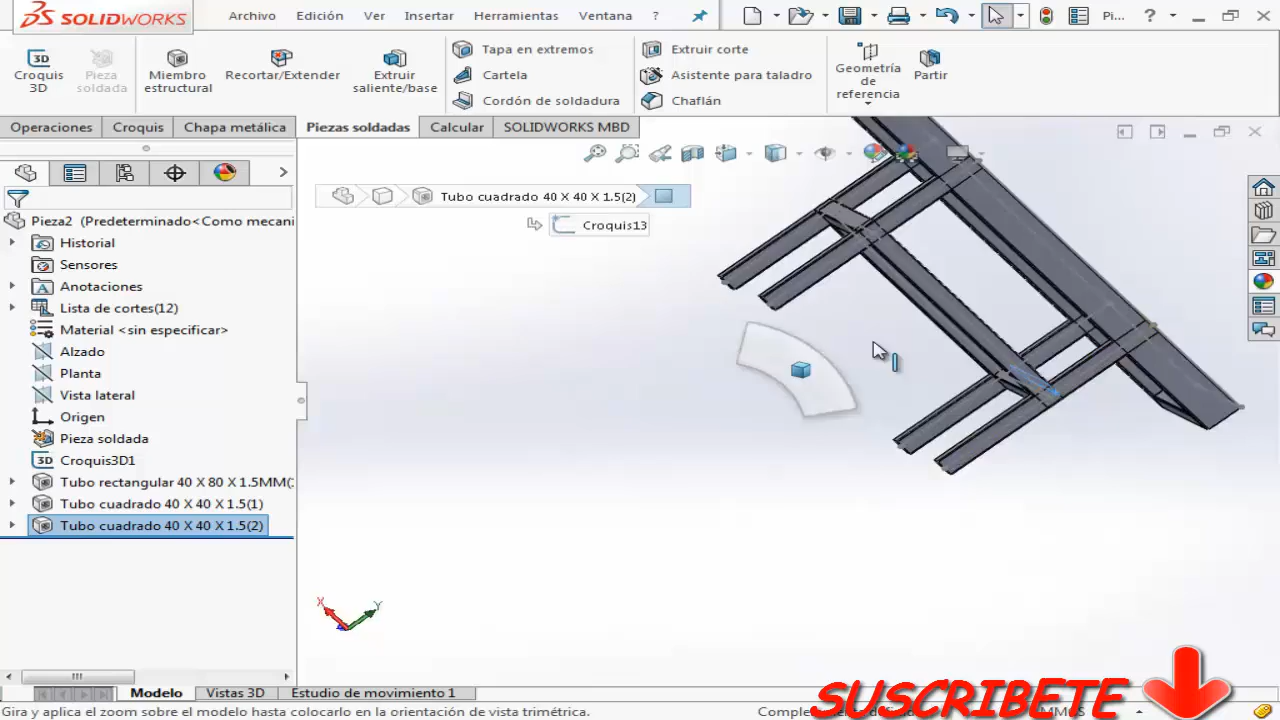 SOLIDWORKS Archivo Edición Ver Insertar Herramientas Ventana ? Pi... ?
Croquis 3D
Pieza soldada
Miembro estructural
Recortar/Extender
Extruir saliente/base
Tapa en extremos
Cartela
Cordón de soldadura
Extruir corte
Asistente para taladro
Chaflán
Geometría de referencia
Partir
Operaciones Croquis Chapa metálica Piezas soldadas Calcular SOLIDWORKS MBD
Tubo cuadrado 40 X 40 X 1.5(2)
Croquis13
Pieza2 (Predeterminado<Como mecani
Historial
Sensores
Anotaciones
Lista de cortes(12)
Material <sin especificar>
Alzado
Planta
Vista lateral
Origen
Pieza soldada
3D Croquis3D1
Tubo rectangular 40 X 80 X 1.5MM(
Tubo cuadrado 40 X 40 X 1.5(1)
Tubo cuadrado 40 X 40 X 1.5(2)
X Y
Modelo Vistas 3D Estudio de movimiento 1
SUSCRIBETE
Gira y aplica el zoom sobre el modelo hasta colocarlo en la orientación de vista trimétrica.